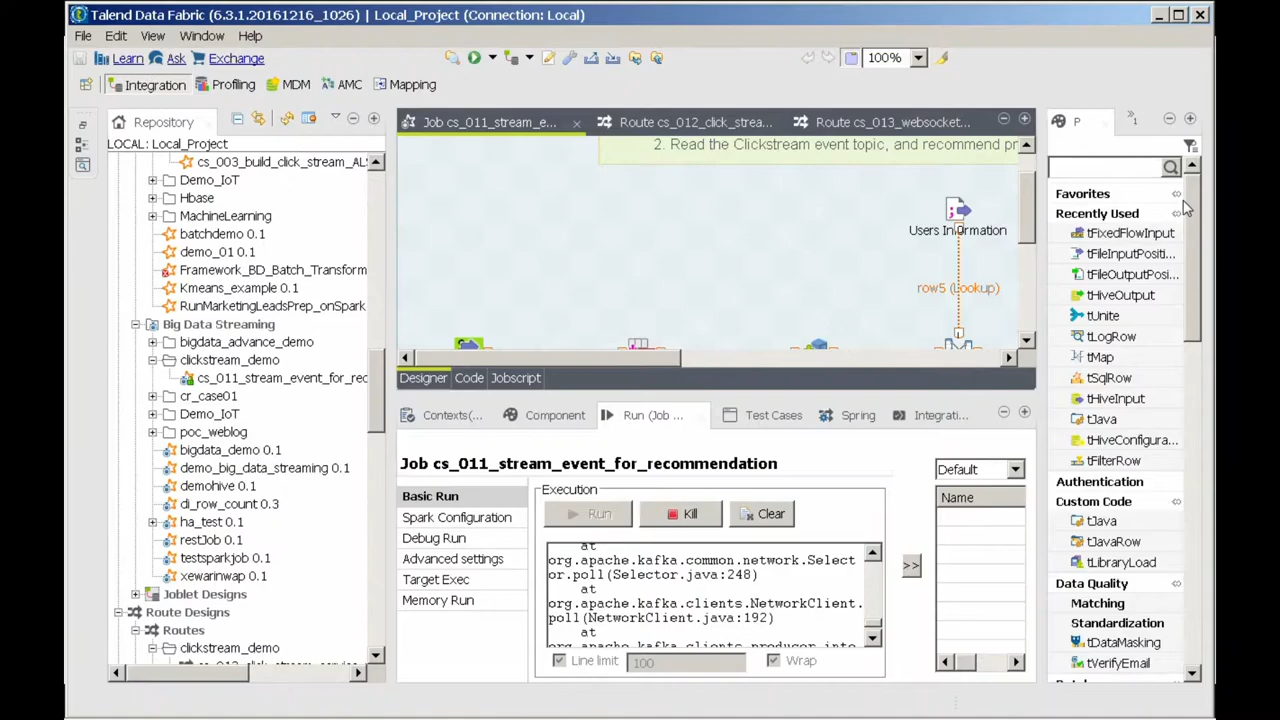 Talend Data Fabric (6.3.1.20161216_1026) | Local_Project (Connection: Local)
File Edit View Window Help
Learn Ask Exchange 100%
Integration Profiling MDM AMC Mapping
Repository
LOCAL: Local_Project
cs_003_build_click_stream_AL
Demo_IoT
Hbase
MachineLearning
batchdemo 0.1
demo_01 0.1
Framework_BD_Batch_Transform
Kmeans_example 0.1
RunMarketingLeadsPrep_onSpark
Big Data Streaming
bigdata_advance_demo
clickstream_demo
cs_011_stream_event_for_rec
cr_case01
Demo_IoT
poc_weblog
bigdata_demo 0.1
demo_big_data_streaming 0.1
demohive 0.1
di_row_count 0.3
ha_test 0.1
restJob 0.1
testsparkjob 0.1
xewarinwap 0.1
Joblet Designs
Route Designs
Routes
clickstream_demo
Job cs_011_stream_e... Route cs_012_click_strea... Route cs_013_websocket...
2. Read the Clickstream event topic, and recommend pr
Users Information
row5 (Lookup)
Designer Code Jobscript
Contexts(... Component Run (Job ... Test Cases Spring Integrati...
Job cs_011_stream_event_for_recommendation
Basic Run
Spark Configuration
Debug Run
Advanced settings
Target Exec
Memory Run
Execution
Run Kill Clear
at
org.apache.kafka.common.network.Select
or.poll(Selector.java:248)
at
org.apache.kafka.clients.NetworkClient.
poll(NetworkClient.java:192)
at
org.apache.kafka.clients.producer.inte
Line limit 100 Wrap
>>
Default
Name
P
Favorites
Recently Used
tFixedFlowInput
tFileInputPositi...
tFileOutputPosi...
tHiveOutput
tUnite
tLogRow
tMap
tSqlRow
tHiveInput
tJava
tHiveConfigura...
tFilterRow
Authentication
Custom Code
tJava
tJavaRow
tLibraryLoad
Data Quality
Matching
Standardization
tDataMasking
tVerifyEmail